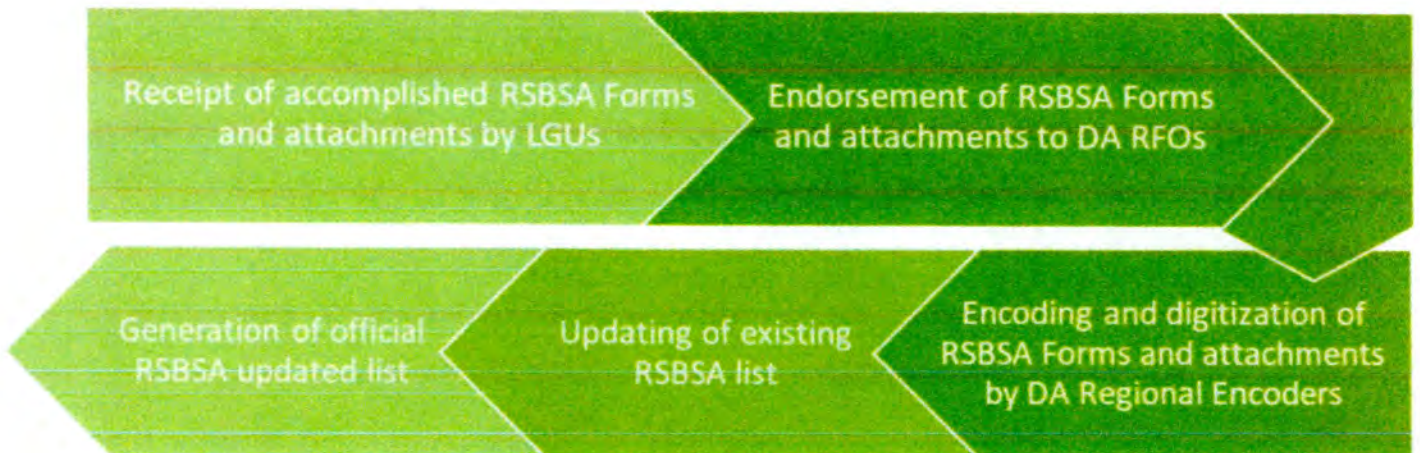 Receipt of accomplished RSBSA Forms
and attachments by LGUs
Endorsement of RSBSA Forms
and attachments to DA RFOs
Encoding and digitization of
RSBSA Forms and attachments
by DA Regional Encoders
Updating of existing
RSBSA list
Generation of official
RSBSA updated list